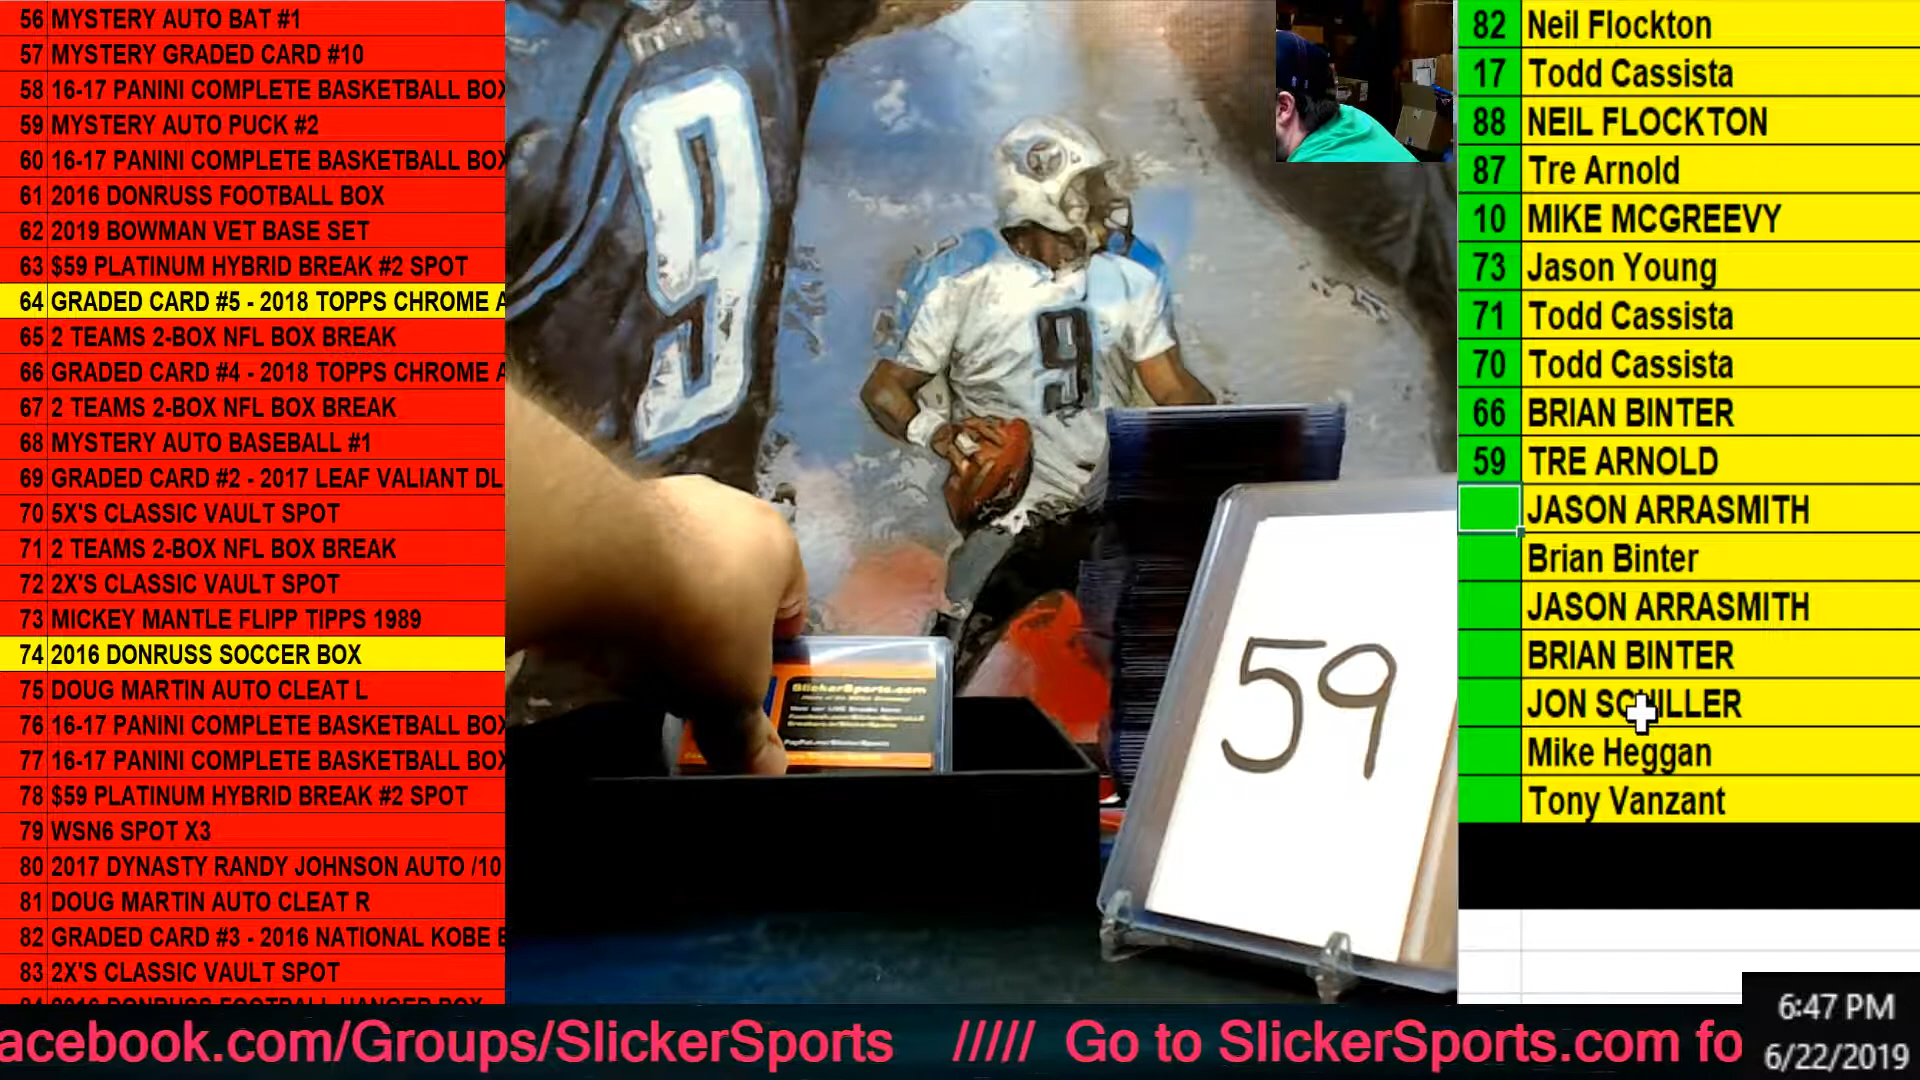 56 MYSTERY AUTO BAT #1
57 MYSTERY GRADED CARD #10
58 16-17 PANINI COMPLETE BASKETBALL BOX
59 MYSTERY AUTO PUCK #2
60 16-17 PANINI COMPLETE BASKETBALL BOX
61 2016 DONRUSS FOOTBALL BOX
62 2019 BOWMAN VET BASE SET
63 $59 PLATINUM HYBRID BREAK #2 SPOT
64 GRADED CARD #5 - 2018 TOPPS CHROME A
65 2 TEAMS 2-BOX NFL BOX BREAK
66 GRADED CARD #4 - 2018 TOPPS CHROME A
67 2 TEAMS 2-BOX NFL BOX BREAK
68 MYSTERY AUTO BASEBALL #1
69 GRADED CARD #2 - 2017 LEAF VALIANT DL
70 5X'S CLASSIC VAULT SPOT
71 2 TEAMS 2-BOX NFL BOX BREAK
72 2X'S CLASSIC VAULT SPOT
73 MICKEY MANTLE FLIPP TIPPS 1989
74 2016 DONRUSS SOCCER BOX
75 DOUG MARTIN AUTO CLEAT L
76 16-17 PANINI COMPLETE BASKETBALL BOX
77 16-17 PANINI COMPLETE BASKETBALL BOX
78 $59 PLATINUM HYBRID BREAK #2 SPOT
79 WSN6 SPOT X3
80 2017 DYNASTY RANDY JOHNSON AUTO /10
81 DOUG MARTIN AUTO CLEAT R
82 GRADED CARD #3 - 2016 NATIONAL KOBE B
83 2X'S CLASSIC VAULT SPOT
84 2016 DONRUSS FOOTBALL HANGER BOX
9
9
SlickerSports.com
59
82 Neil Flockton
17 Todd Cassista
88 NEIL FLOCKTON
87 Tre Arnold
10 MIKE MCGREEVY
73 Jason Young
71 Todd Cassista
70 Todd Cassista
66 BRIAN BINTER
59 TRE ARNOLD
JASON ARRASMITH
Brian Binter
JASON ARRASMITH
BRIAN BINTER
JON SCHILLER
Mike Heggan
Tony Vanzant
acebook.com/Groups/SlickerSports ///// Go to SlickerSports.com fo
6:47 PM
6/22/2019